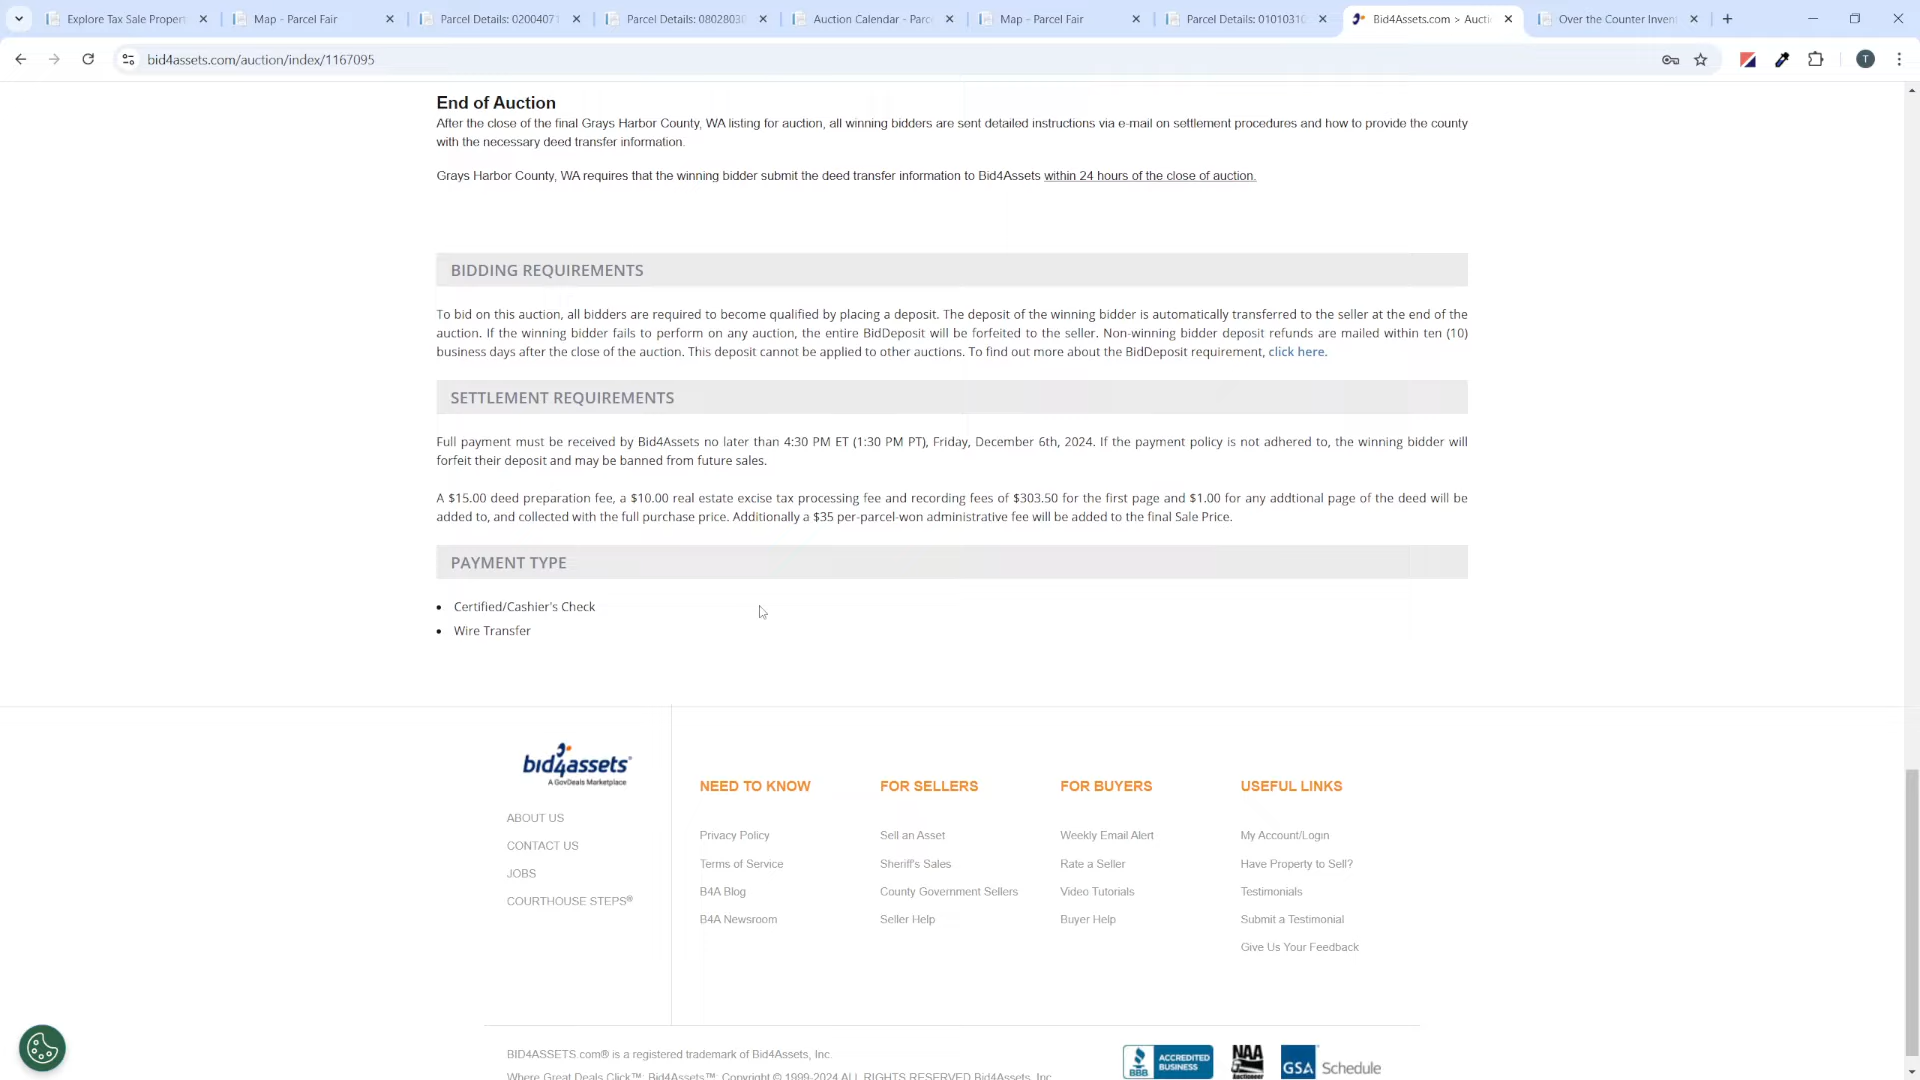 Explore Tax Sale Propert
Map - Parcel Fair
Parcel Details: 02004071
Parcel Details: 08028030
Auction Calendar - Parc
Map - Parcel Fair
Parcel Details: 01010310
Bid4Assets.com > Aucti
Over the Counter Inven
bid4assets.com/auction/index/1167095
T
End of Auction
After the close of the final Grays Harbor County, WA listing for auction, all winning bidders are sent detailed instructions via e-mail on settlement procedures and how to provide the county
with the necessary deed transfer information.
Grays Harbor County, WA requires that the winning bidder submit the deed transfer information to Bid4Assets within 24 hours of the close of auction.
BIDDING REQUIREMENTS
To bid on this auction, all bidders are required to become qualified by placing a deposit. The deposit of the winning bidder is automatically transferred to the seller at the end of the
auction. If the winning bidder fails to perform on any auction, the entire BidDeposit will be forfeited to the seller. Non-winning bidder deposit refunds are mailed within ten (10)
business days after the close of the auction. This deposit cannot be applied to other auctions. To find out more about the BidDeposit requirement, click here.
SETTLEMENT REQUIREMENTS
Full payment must be received by Bid4Assets no later than 4:30 PM ET (1:30 PM PT), Friday, December 6th, 2024. If the payment policy is not adhered to, the winning bidder will
forfeit their deposit and may be banned from future sales.
A $15.00 deed preparation fee, a $10.00 real estate excise tax processing fee and recording fees of $303.50 for the first page and $1.00 for any addtional page of the deed will be
added to, and collected with the full purchase price. Additionally a $35 per-parcel-won administrative fee will be added to the final Sale Price.
PAYMENT TYPE
• Certified/Cashier's Check
• Wire Transfer
bid4assets®
A GovDeals Marketplace
ABOUT US
CONTACT US
JOBS
COURTHOUSE STEPS®
NEED TO KNOW
Privacy Policy
Terms of Service
B4A Blog
B4A Newsroom
FOR SELLERS
Sell an Asset
Sheriff's Sales
County Government Sellers
Seller Help
FOR BUYERS
Weekly Email Alert
Rate a Seller
Video Tutorials
Buyer Help
USEFUL LINKS
My Account/Login
Have Property to Sell?
Testimonials
Submit a Testimonial
Give Us Your Feedback
BID4ASSETS.com® is a registered trademark of Bid4Assets, Inc.
Where Great Deals Click™; Bid4Assets™; Copyright © 1999-2024 ALL RIGHTS RESERVED Bid4Assets, Inc.
BBB
ACCREDITED
BUSINESS
NAA
Auctioneer
GSA Schedule